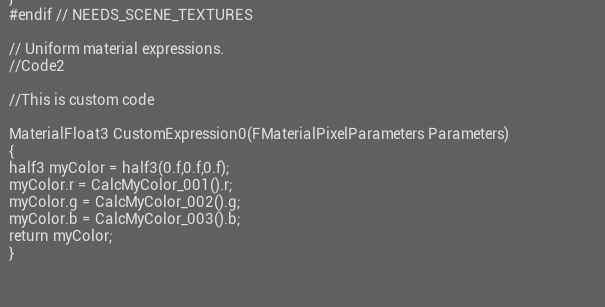 }
#endif // NEEDS_SCENE_TEXTURES
// Uniform material expressions.
//Code2
//This is custom code
MaterialFloat3 CustomExpression0(FMaterialPixelParameters Parameters)
{
half3 myColor = half3(0.f,0.f,0.f);
myColor.r = CalcMyColor_001().r;
myColor.g = CalcMyColor_002().g;
myColor.b = CalcMyColor_003().b;
return myColor;
}